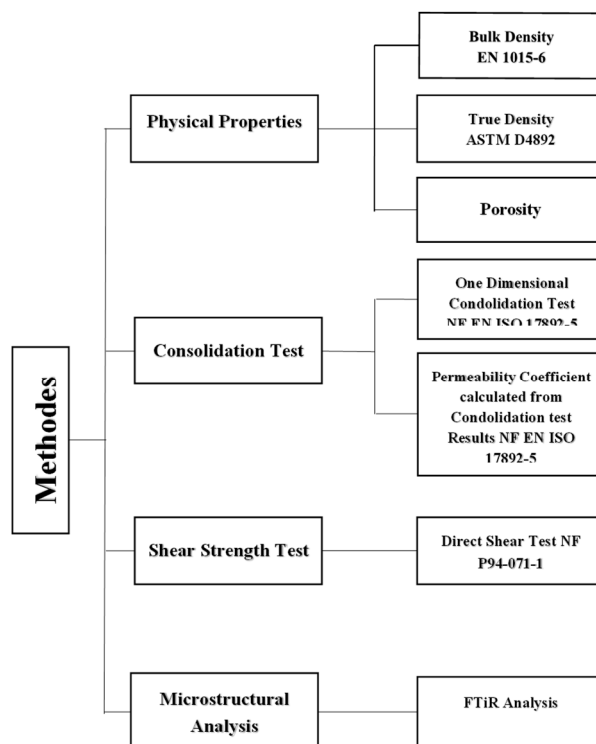 Methodes
Physical Properties
Bulk Density
EN 1015-6
True Density
ASTM D4892
Porosity
Consolidation Test
One Dimensional
Condolidation Test
NF EN ISO 17892-5
Permeability Coefficient
calculated from
Condolidation test
Results NF EN ISO
17892-5
Shear Strength Test
Direct Shear Test NF
P94-071-1
Microstructural
Analysis
FTiR Analysis